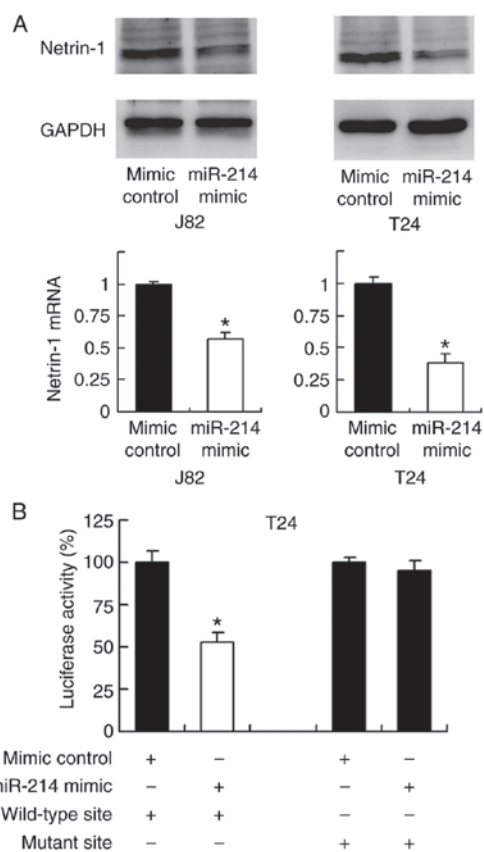 A
Netrin-1
GAPDH
Mimic control miR-214 mimic Mimic control miR-214 mimic
J82 T24
Netrin-1 mRNA
1
0.75
0.5
0.25
0
*
Mimic control miR-214 mimic
J82
1
0.75
0.5
0.25
0
*
Mimic control miR-214 mimic
T24
B
T24
Luciferase activity (%)
125
100
75
50
25
0
*
Mimic control + – + –
miR-214 mimic – + – +
Wild-type site + + – –
Mutant site – – + +